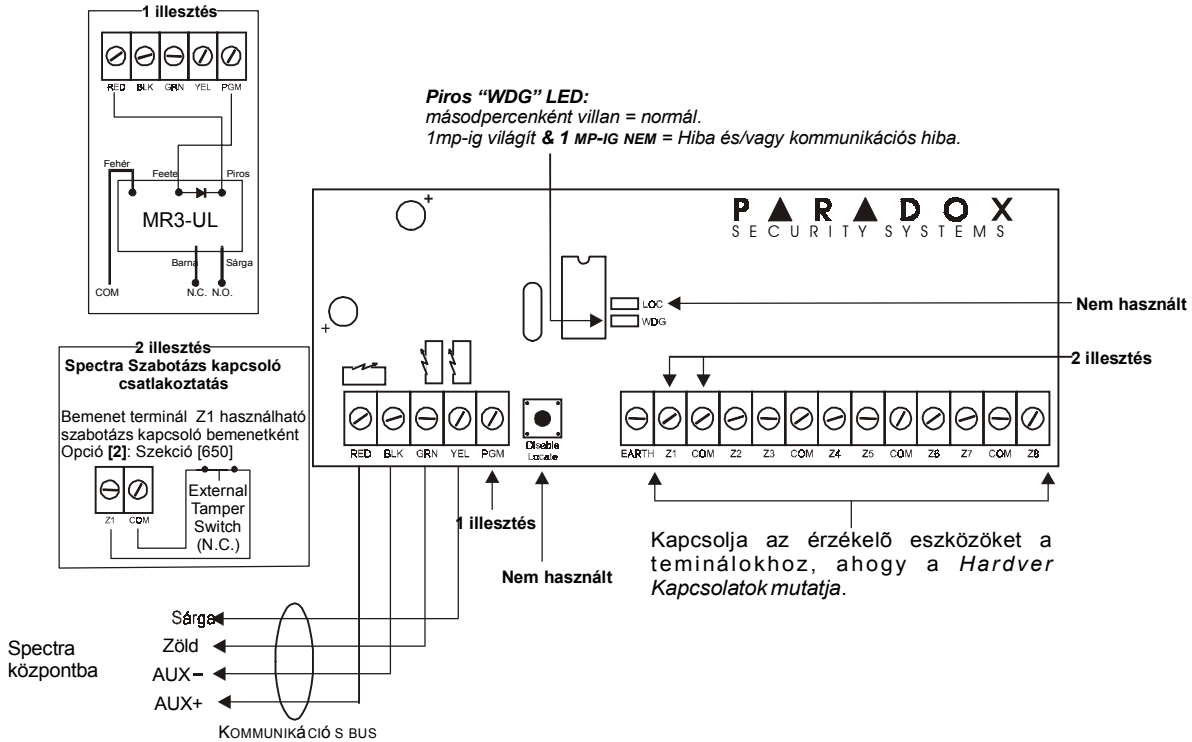 1 illesztés
RED BLK GRN YEL PGM
Fehér
Feete
Piros
MR3-UL
Barna
Sárga
COM
N.C. N.O.
Piros “WDG” LED:
másodpercenként villan = normál.
1mp-ig világít & 1 MP-IG NEM = Hiba és/vagy kommunikációs hiba.
PARADOX
SECURITY SYSTEMS
LOC
WDG
Nem használt
2 illesztés
2 illesztés
Spectra Szabotázs kapcsoló
csatlakoztatás
Bemenet terminál Z1 használható
szabotázs kapcsoló bemenetként
Opció [2]: Szekció [650]
Z1 COM
External
Tamper
Switch
(N.C.)
RED BLK GRN YEL PGM
Disable
Locate
EARTH Z1 COM Z2 Z3 COM Z4 Z5 COM Z6 Z7 COM Z8
1 illesztés
Nem használt
Kapcsolja az érzékelõ eszközöket a
teminálokhoz, ahogy a Hardver
Kapcsolatok mutatja.
Spectra
központba
Sárga
Zöld
AUX−
AUX+
KOMMUNIKáCIÓ S BUS